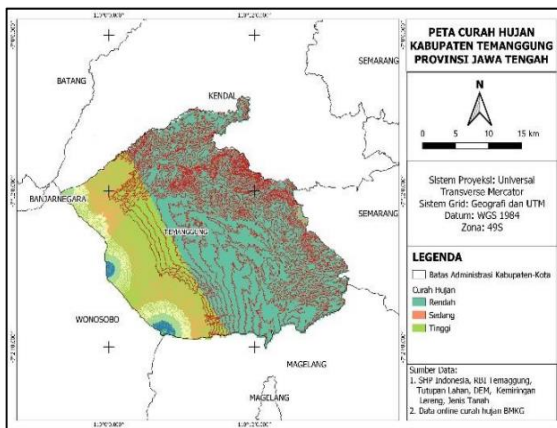 PETA CURAH HUJAN
KABUPATEN TEMANGGUNG
PROVINSI JAWA TENGAH
N
0 5 10 15 km
Sistem Proyeksi: Universal
Transverse Mercator
Sistem Grid: Geografi dan UTM
Datum: WGS 1984
Zona: 49S
LEGENDA
Batas Administrasi Kabupaten-Kota
Curah Hujan
Rendah
Sedang
Tinggi
Sumber Data:
1. SHP Indonesia, RBI Temaggung,
Tutupan Lahan, DEM, Kemiringan
Lereng, Jenis Tanah
2. Data online curah hujan BMKG
BATANG
KENDAL
SEMARANG
BANJARNEGARA
SEMARANG
TEMANGGUNG
WONOSOBO
MAGELANG
MAGELANG